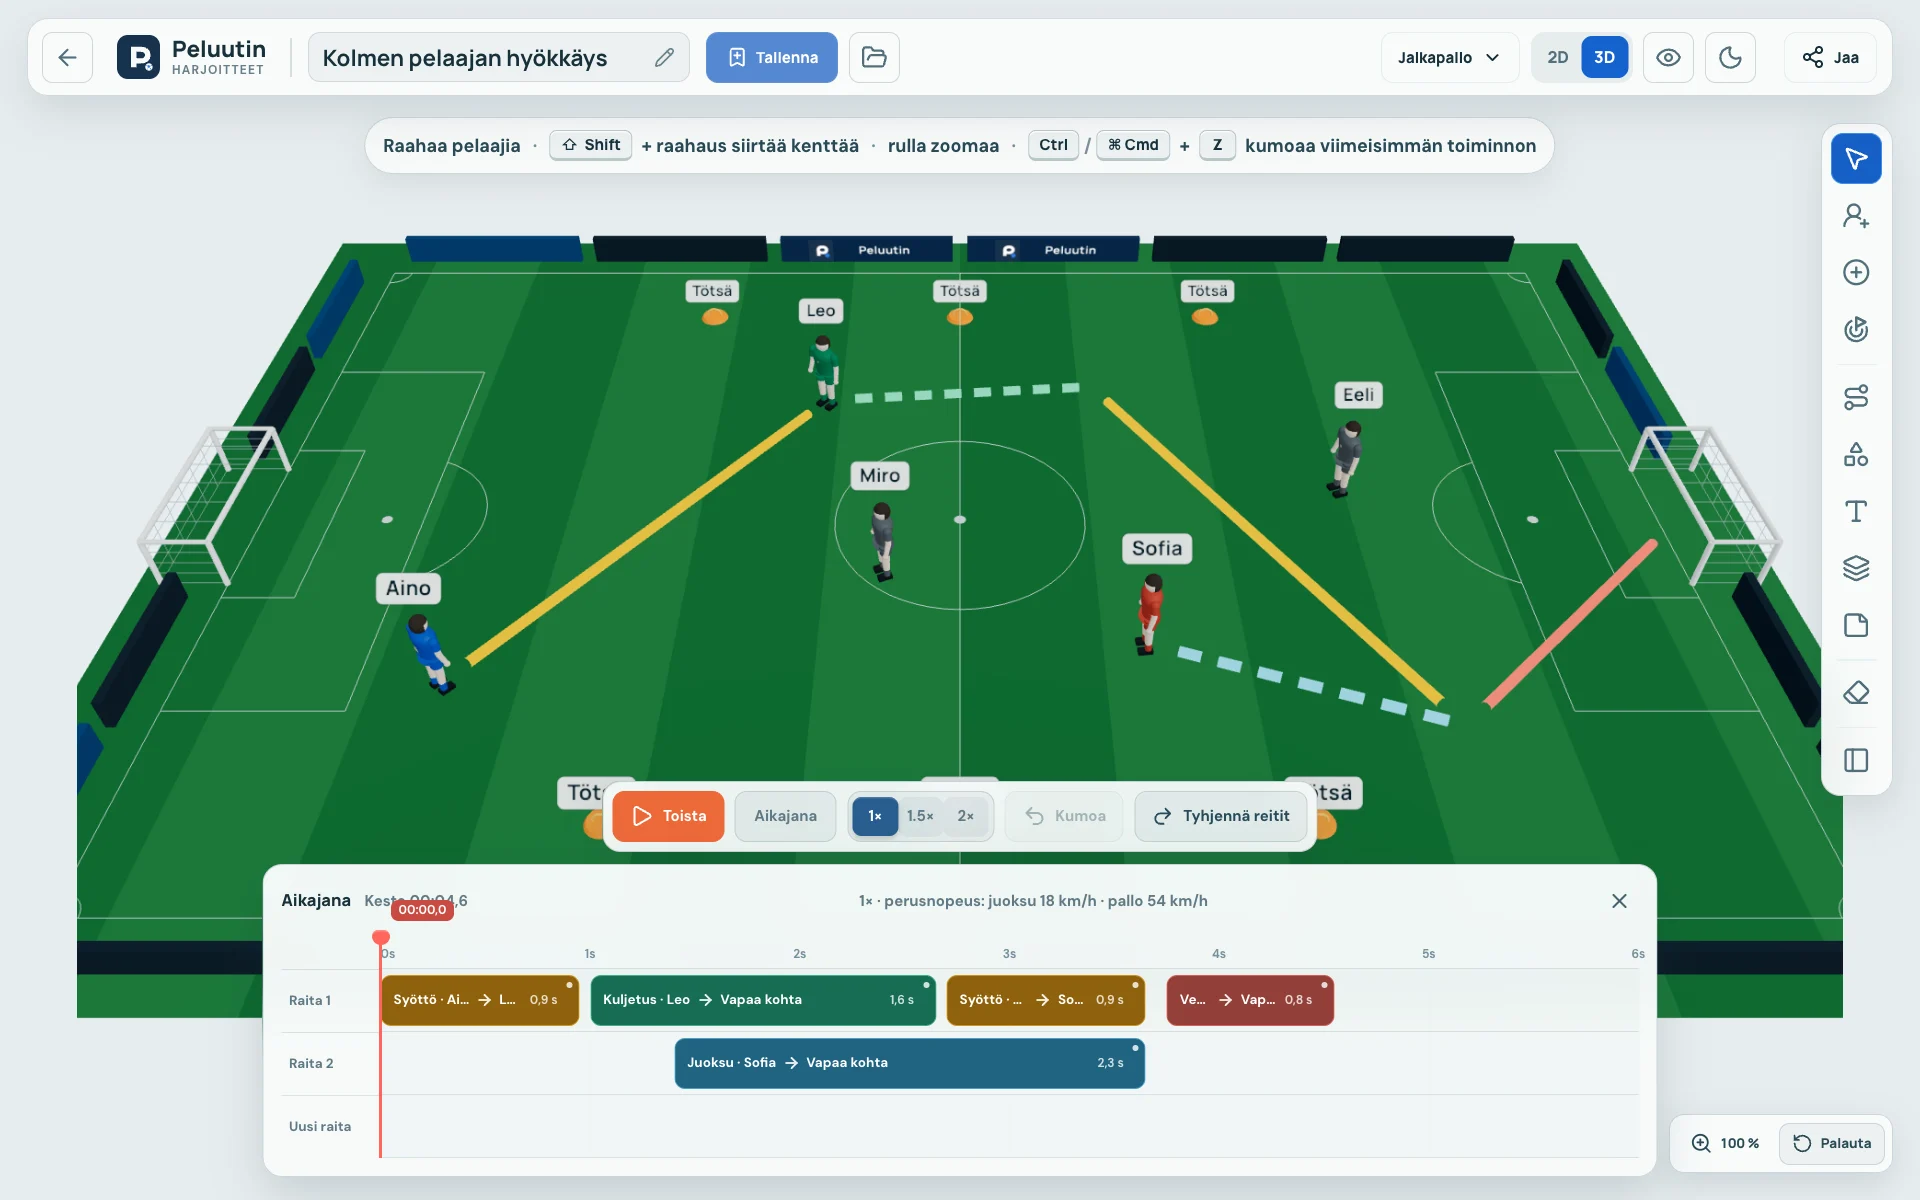 Peluutin
HARJOITTEET
Kolmen pelaajan hyökkäys
Tallenna
Jalkapallo
2D
3D
Jaa
Raahaa pelaajia · Shift + raahaus siirtää kenttää · rulla zoomaa · Ctrl / ⌘ Cmd + Z kumoaa viimeisimmän toiminnon
Peluutin
Peluutin
Tötsä
Tötsä
Tötsä
Leo
Eeli
Miro
Sofia
Aino
Toista
Aikajana
1×
1.5×
2×
Kumoa
Tyhjennä reitit
Aikajana
1× · perusnopeus: juoksu 18 km/h · pallo 54 km/h
00:00,0
0s
1s
2s
3s
4s
5s
6s
Raita 1
Syöttö · Ai... → L... 0,9 s
Kuljetus · Leo → Vapaa kohta 1,6 s
Syöttö · ... → So... 0,9 s
Ve... → Vap... 0,8 s
Raita 2
Juoksu · Sofia → Vapaa kohta 2,3 s
Uusi raita
100 %
Palauta